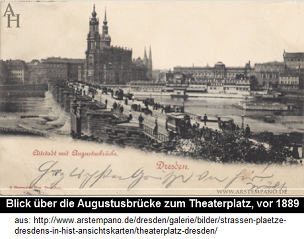 AH
Altstadt mit Augustusbrücke.
Dresden.
WWW.ARSTEMPANO.DE
Blick über die Augustusbrücke zum Theaterplatz, vor 1889
aus: http://www.arstempano.de/dresden/galerie/bilder/strassen-plaetze-
dresdens-in-hist-ansichtskarten/theaterplatz-dresden/